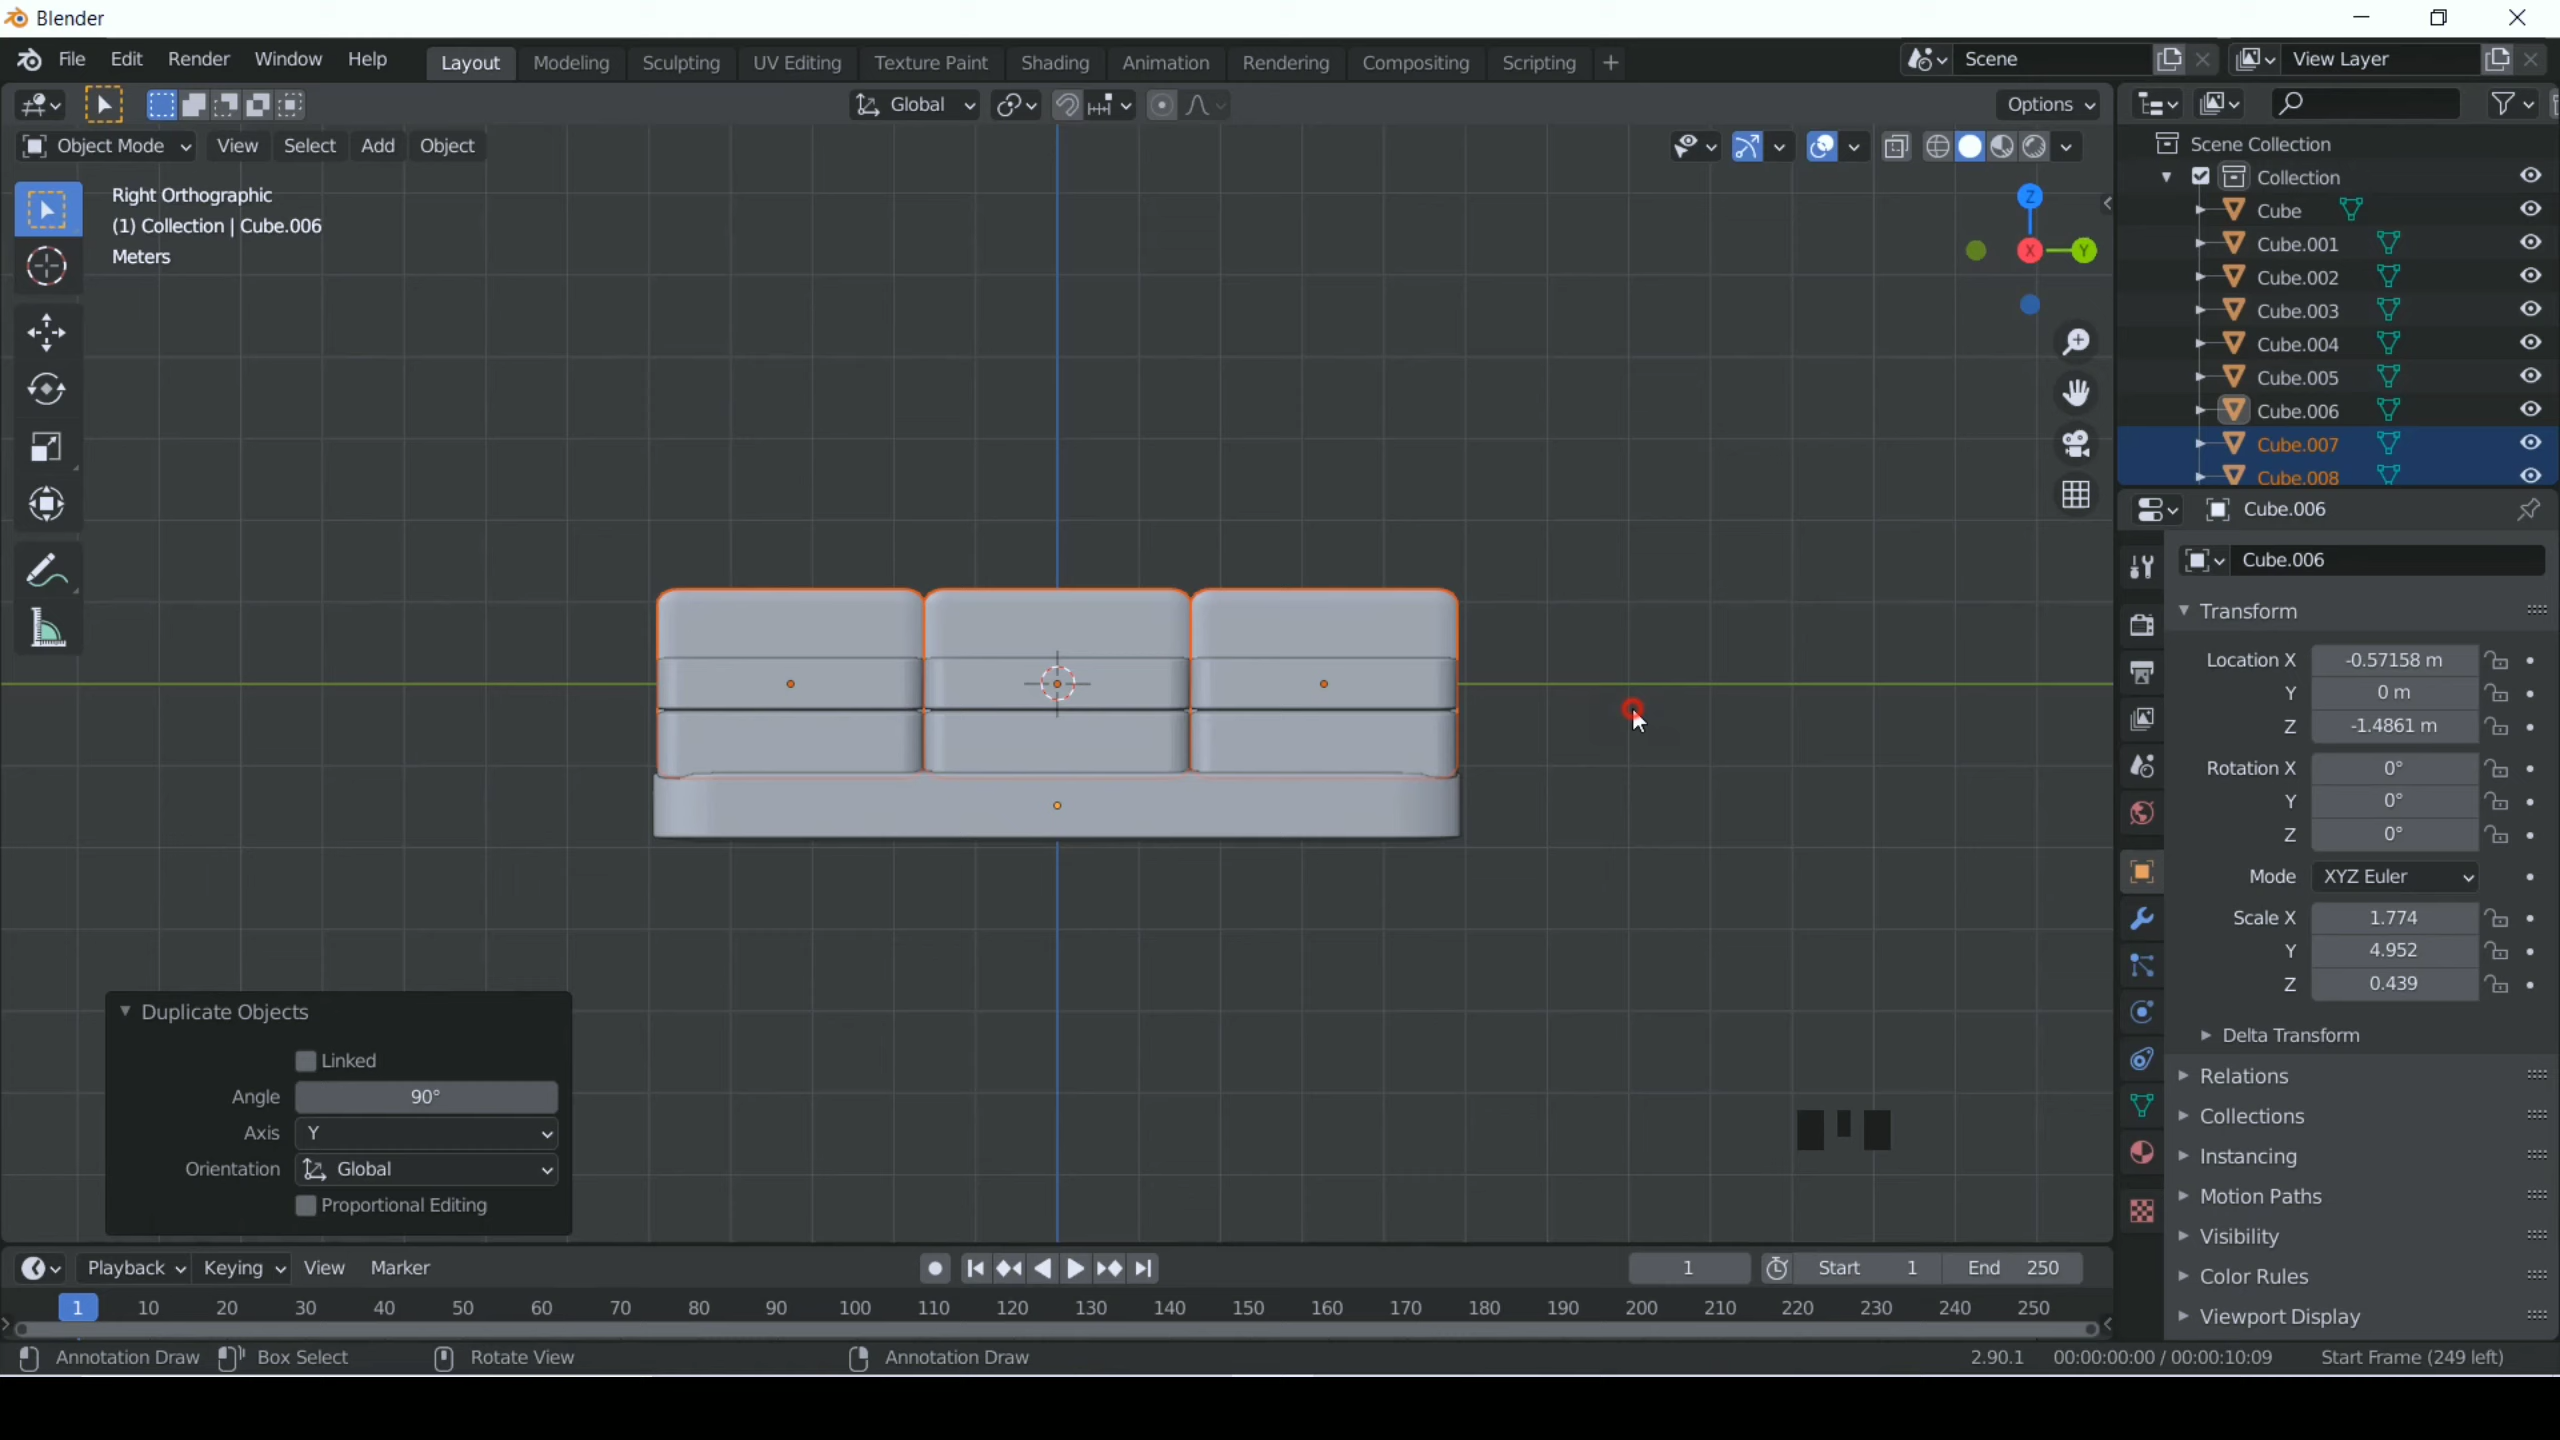 Blender
File Edit Render Window Help Layout Modeling Sculpting UV Editing Texture Paint Shading Animation Rendering Compositing Scripting + Scene View Layer
Global Options
Object Mode View Select Add Object
Right Orthographic
(1) Collection | Cube.006
Meters
Z
X
Y
Scene Collection
Collection
Cube
Cube.001
Cube.002
Cube.003
Cube.004
Cube.005
Cube.006
Cube.007
Cube.008
Cube.006
Cube.006
Transform
Location X -0.57158 m
Y 0 m
Z -1.4861 m
Rotation X 0°
Y 0°
Z 0°
Mode XYZ Euler
Scale X 1.774
Y 4.952
Z 0.439
Delta Transform
Relations
Collections
Instancing
Motion Paths
Visibility
Color Rules
Viewport Display
Duplicate Objects
Linked
Angle 90°
Axis Y
Orientation Global
Proportional Editing
Playback Keying View Marker 1 Start 1 End 250
1 10 20 30 40 50 60 70 80 90 100 110 120 130 140 150 160 170 180 190 200 210 220 230 240 250
Annotation Draw Box Select Rotate View Annotation Draw 2.90.1 00:00:00:00 / 00:00:10:09 Start Frame (249 left)